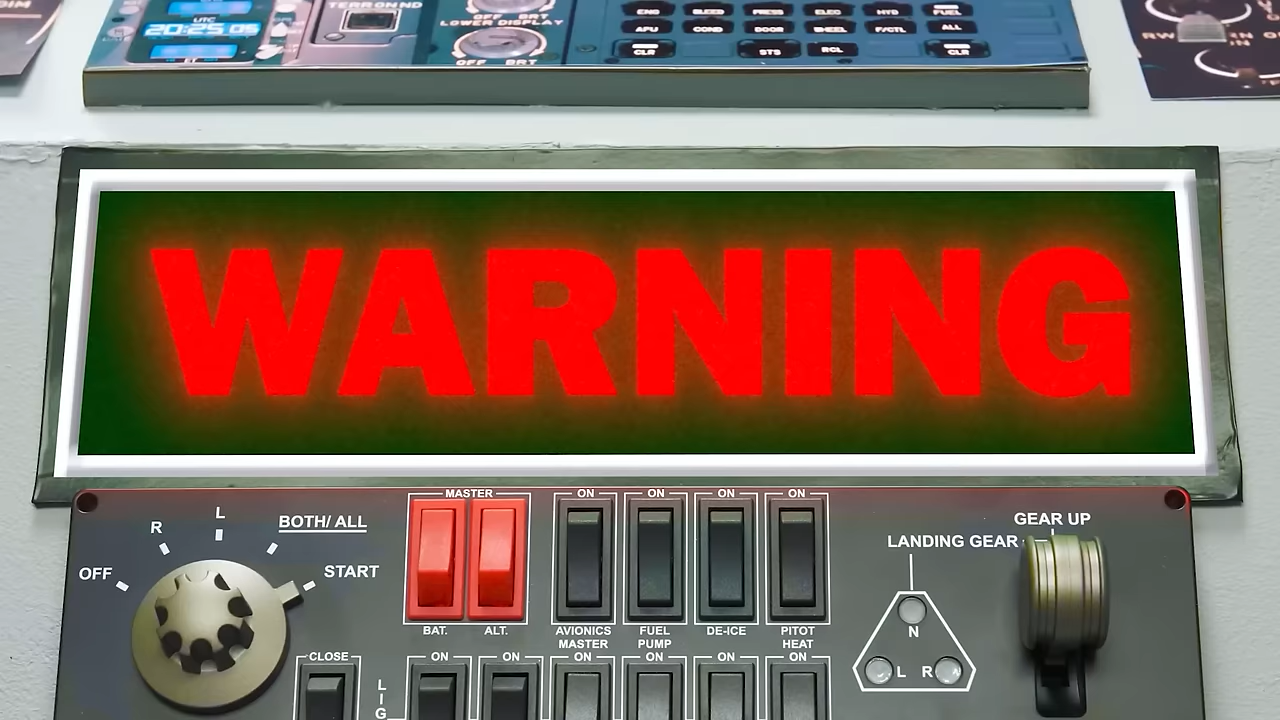 DIM
UTC
20:25 09
ET
TERR ON ND
OFF BRT
LOWER DISPLAY
OFF BRT
ENG BLEED PRESS ELEC HYD FUEL
APU COND DOOR WHEEL F/CTL ALL
CLR STS RCL CLR
WARNING
MASTER
ON ON ON ON
BAT. ALT.
AVIONICS MASTER
FUEL PUMP
DE-ICE
PITOT HEAT
OFF R L BOTH/ ALL START
LANDING GEAR
GEAR UP
N
L R
CLOSE
ON ON ON ON ON ON